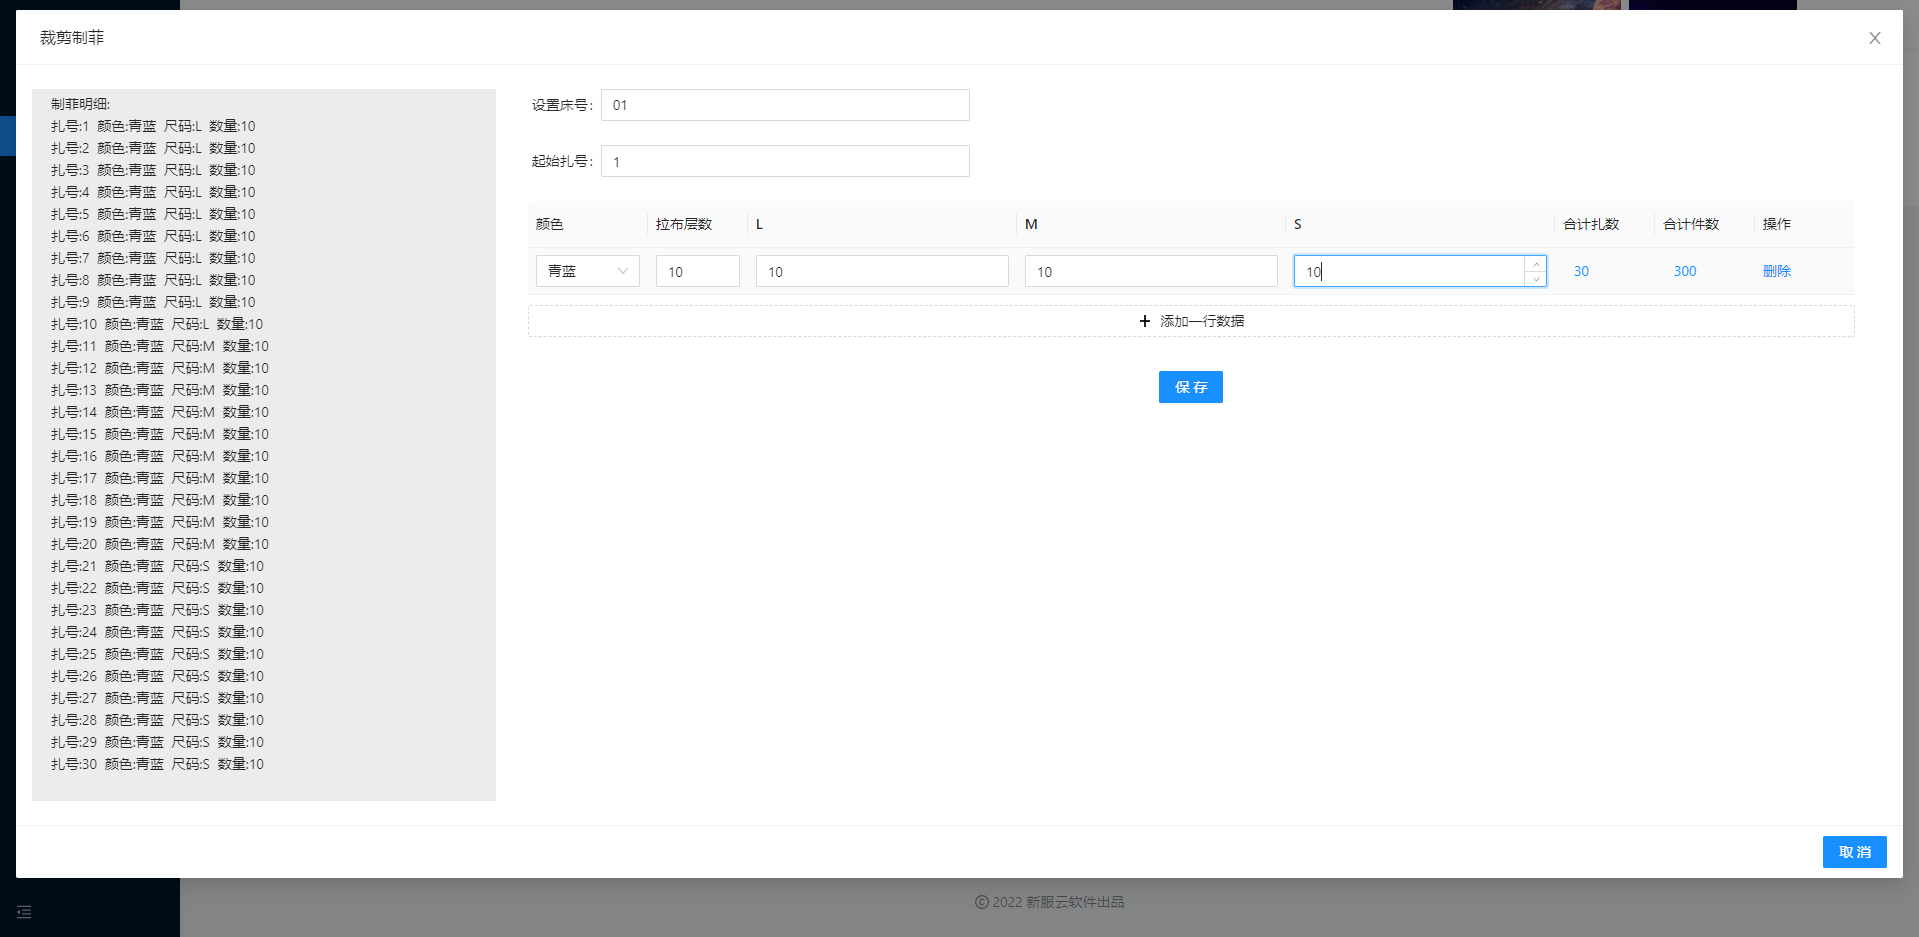 裁剪制菲
制菲明细:
扎号:1 颜色:青蓝 尺码:L 数量:10
扎号:2 颜色:青蓝 尺码:L 数量:10
扎号:3 颜色:青蓝 尺码:L 数量:10
扎号:4 颜色:青蓝 尺码:L 数量:10
扎号:5 颜色:青蓝 尺码:L 数量:10
扎号:6 颜色:青蓝 尺码:L 数量:10
扎号:7 颜色:青蓝 尺码:L 数量:10
扎号:8 颜色:青蓝 尺码:L 数量:10
扎号:9 颜色:青蓝 尺码:L 数量:10
扎号:10 颜色:青蓝 尺码:L 数量:10
扎号:11 颜色:青蓝 尺码:M 数量:10
扎号:12 颜色:青蓝 尺码:M 数量:10
扎号:13 颜色:青蓝 尺码:M 数量:10
扎号:14 颜色:青蓝 尺码:M 数量:10
扎号:15 颜色:青蓝 尺码:M 数量:10
扎号:16 颜色:青蓝 尺码:M 数量:10
扎号:17 颜色:青蓝 尺码:M 数量:10
扎号:18 颜色:青蓝 尺码:M 数量:10
扎号:19 颜色:青蓝 尺码:M 数量:10
扎号:20 颜色:青蓝 尺码:M 数量:10
扎号:21 颜色:青蓝 尺码:S 数量:10
扎号:22 颜色:青蓝 尺码:S 数量:10
扎号:23 颜色:青蓝 尺码:S 数量:10
扎号:24 颜色:青蓝 尺码:S 数量:10
扎号:25 颜色:青蓝 尺码:S 数量:10
扎号:26 颜色:青蓝 尺码:S 数量:10
扎号:27 颜色:青蓝 尺码:S 数量:10
扎号:28 颜色:青蓝 尺码:S 数量:10
扎号:29 颜色:青蓝 尺码:S 数量:10
扎号:30 颜色:青蓝 尺码:S 数量:10
设置床号: 01
起始扎号: 1
颜色 拉布层数 L M S 合计扎数 合计件数 操作
青蓝 10 10 10 10 30 300 删除
+ 添加一行数据
保存
取消
© 2022 新服云软件出品